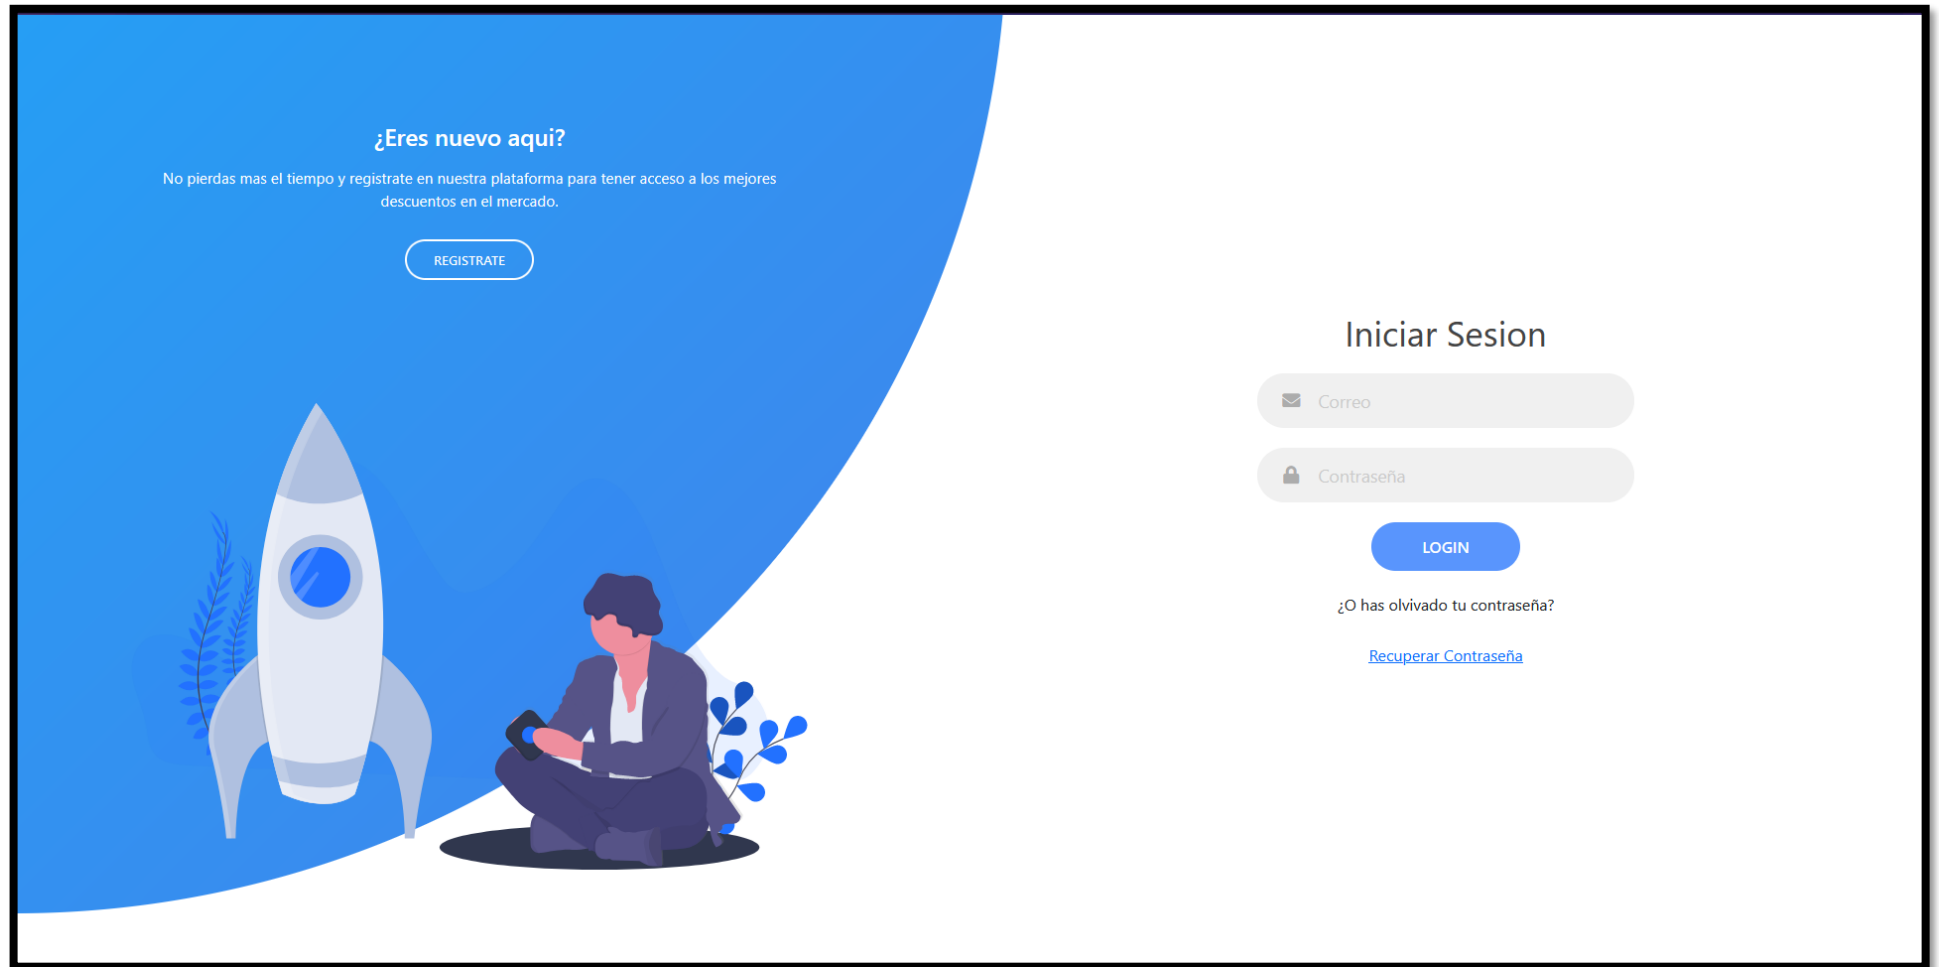 ¿Eres nuevo aqui?
No pierdas mas el tiempo y registrate en nuestra plataforma para tener acceso a los mejores
descuentos en el mercado.
REGISTRATE
Iniciar Sesion
Correo
Contraseña
LOGIN
¿O has olvivado tu contraseña?
Recuperar Contraseña